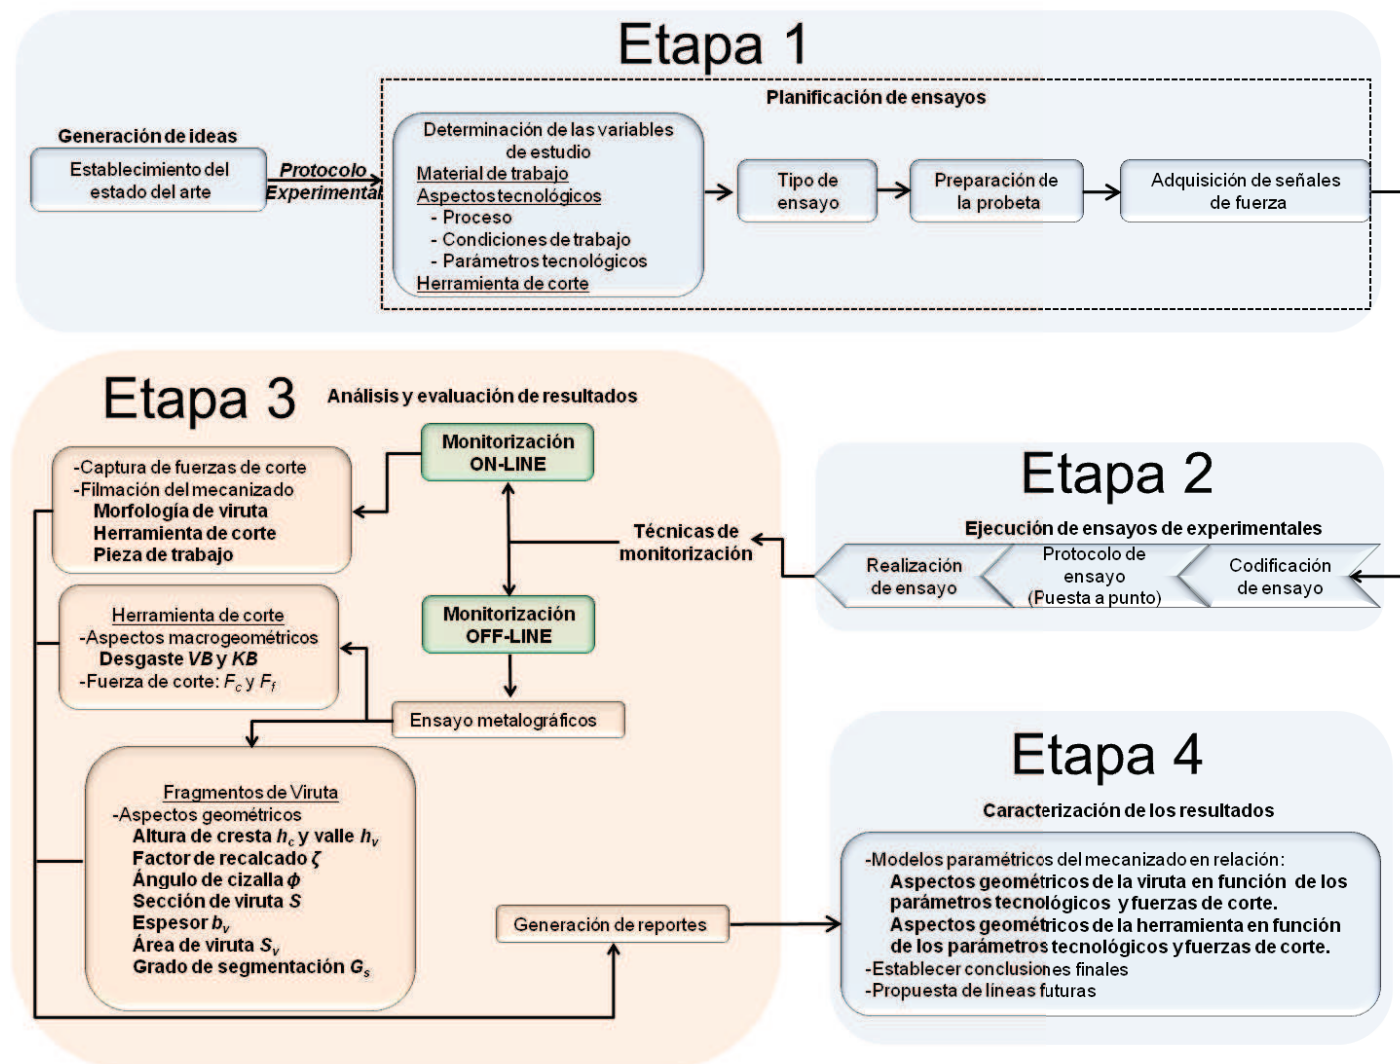 Etapa 1
Planificación de ensayos
Generación de ideas
Establecimiento del
estado del arte
Protocolo
Experimental
Determinación de las variables
de estudio
Material de trabajo
Aspectos tecnológicos
- Proceso
- Condiciones de trabajo
- Parámetros tecnológicos
Herramienta de corte
Tipo de
ensayo
Preparación de
la probeta
Adquisición de señales
de fuerza
Etapa 2
Ejecución de ensayos de experimentales
Codificación
de ensayo
Protocolo de
ensayo
(Puesta a punto)
Realización
de ensayo
Etapa 3
Análisis y evaluación de resultados
Técnicas de
monitorización
Monitorización
ON-LINE
-Captura de fuerzas de corte
-Filmación del mecanizado
Morfología de viruta
Herramienta de corte
Pieza de trabajo
Monitorización
OFF-LINE
Ensayo metalográficos
Herramienta de corte
-Aspectos macrogeométricos
Desgaste VB y KB
-Fuerza de corte: Fc y Ff
Fragmentos de Viruta
-Aspectos geométricos
Altura de cresta hc y valle hv
Factor de recalcado ζ
Ángulo de cizalla ϕ
Sección de viruta S
Espesor bv
Área de viruta Sv
Grado de segmentación Gs
Generación de reportes
Etapa 4
Caracterización de los resultados
-Modelos paramétricos del mecanizado en relación:
Aspectos geométricos de la viruta en función de los
parámetros tecnológicos y fuerzas de corte.
Aspectos geométricos de la herramienta en función
de los parámetros tecnológicos y fuerzas de corte.
-Establecer conclusiones finales
-Propuesta de líneas futuras